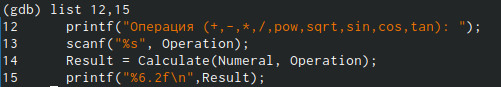 (gdb) list 12,15
12 printf("Операция (+,-,*,/,pow,sqrt,sin,cos,tan): ");
13 scanf("%s", Operation);
14 Result = Calculate(Numeral, Operation);
15 printf("%6.2f\n",Result);